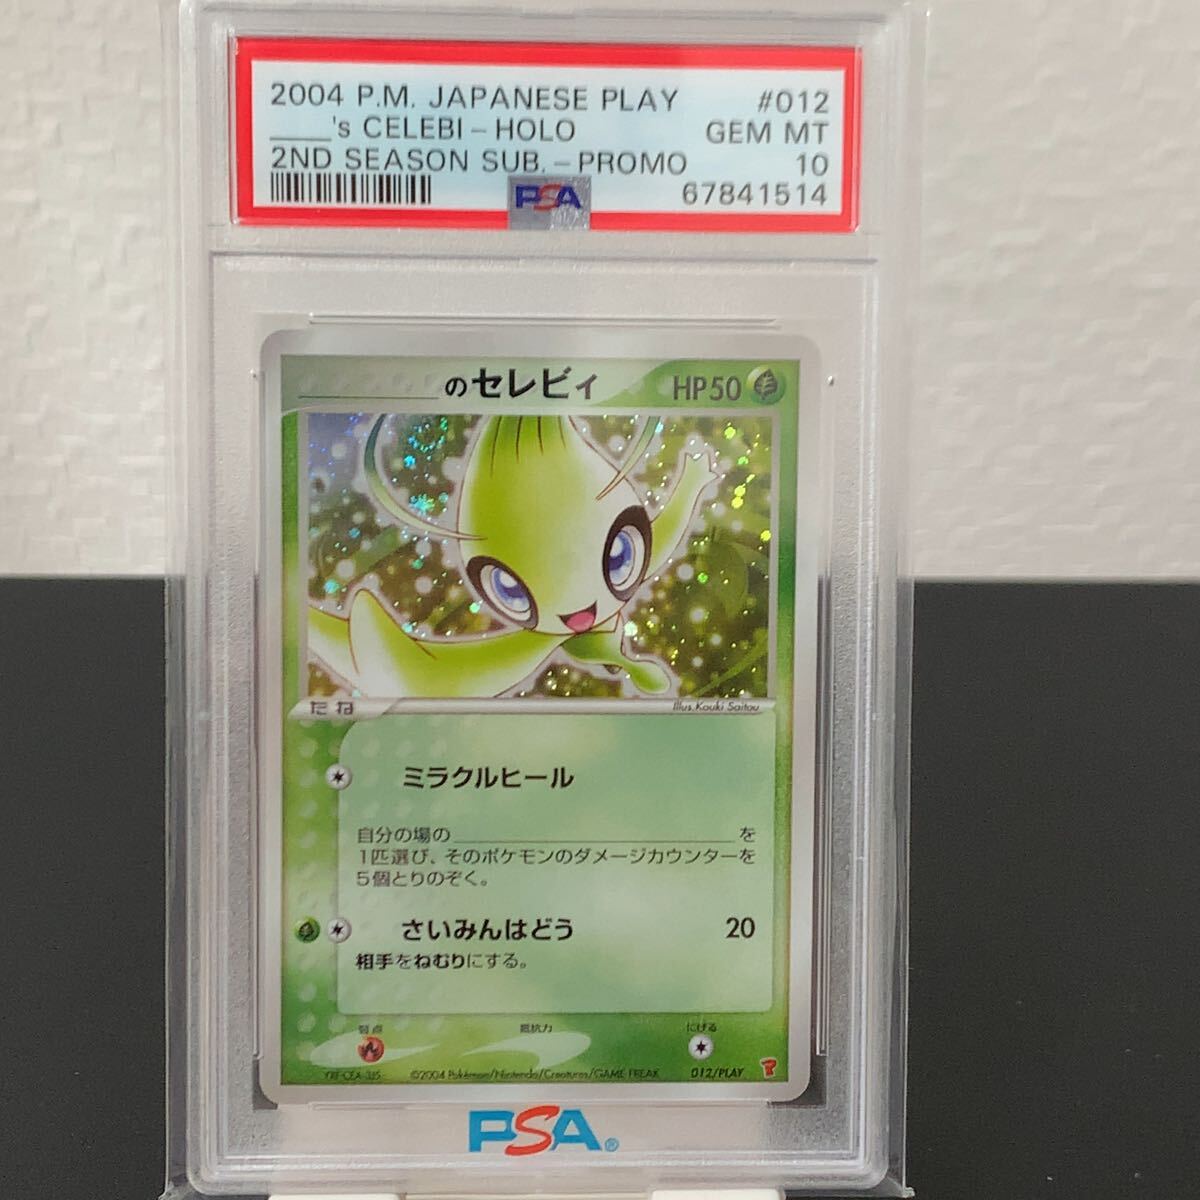 2004 P.M. JAPANESE PLAY #012
____'s CELEBI-HOLO GEM MT
2ND SEASON SUB.-PROMO 10
PSA 67841514
________のセレビィ HP50
たね Illus. Kouki Saitou
ミラクルヒール
自分の場の________________を
1匹選び、そのポケモンのダメージカウンターを
5個とりのぞく。
さいみんはどう 20
相手をねむりにする。
弱点 抵抗力 にげる
©2004 Pokémon/Nintendo/Creatures/GAME FREAK 012/PLAY
PSA®